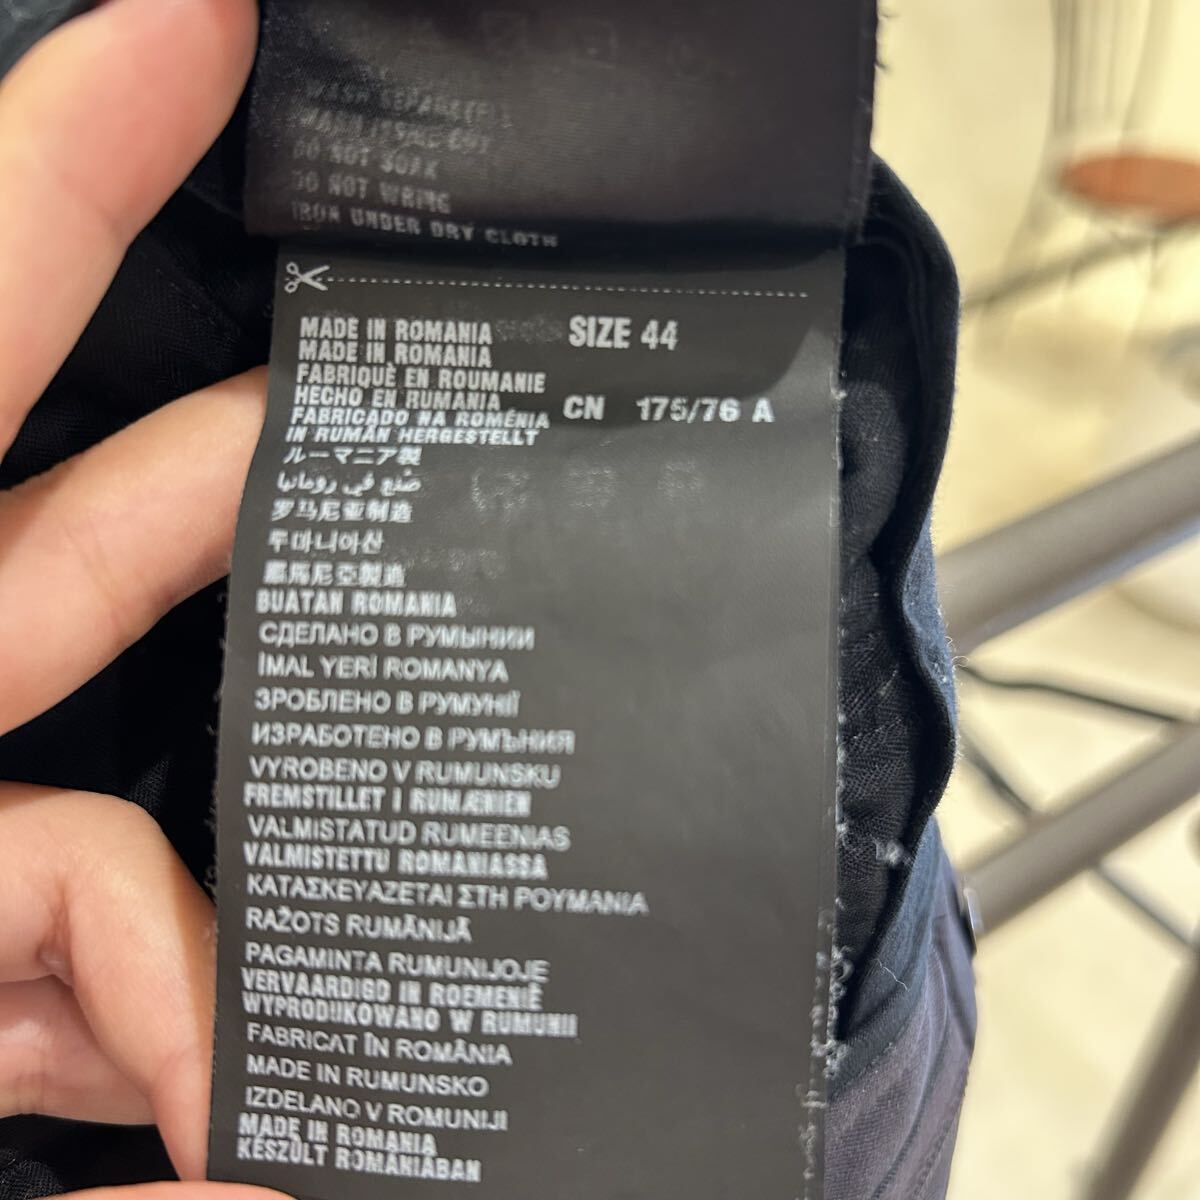 WASH SEPARATELY
DO NOT SOAK
DO NOT WRING
IRON UNDER DRY CLOTH
MADE IN ROMANIA
SIZE 44
MADE IN ROMANIA
FABRIQUÈ EN ROUMANIE
HECHO EN RUMANIA
CN 175/76 A
FABRICADO NA ROMÉNIA
IN RUMÄN HERGESTELLT
ルーマニア製
صنع في رومانيا
罗马尼亚制造
루마니아산
羅馬尼亞製造
BUATAN ROMANIA
СДЕЛАНО В РУМЫНИИ
İMAL YERİ ROMANYA
ЗРОБЛЕНО В РУМУНІЇ
ИЗРАБОТЕНО В РУМЪНИЯ
VYROBENO V RUMUNSKU
FREMSTILLET I RUMÆNIEN
VALMISTATUD RUMEENIAS
VALMISTETTU ROMANIASSA
ΚΑΤΑΣΚΕΥΑΖΕΤΑΙ ΣΤΗ ΡΟΥΜΑΝΙΑ
RAŽOTS RUMĀNIJĀ
PAGAMINTA RUMUNIJOJE
VERVAARDIGD IN ROEMENIË
WYPRODUKOWANO W RUMUNII
FABRICAT ÎN ROMÂNIA
MADE IN RUMUNSKO
IZDELANO V ROMUNIJI
MADE IN ROMANIA
KÉSZÜLT ROMÁNIÁBAN